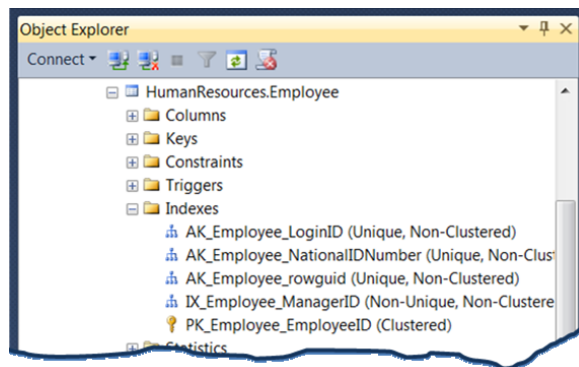 Object Explorer
Connect
HumanResources.Employee
Columns
Keys
Constraints
Triggers
Indexes
AK_Employee_LoginID (Unique, Non-Clustered)
AK_Employee_NationalIDNumber (Unique, Non-Clust
AK_Employee_rowguid (Unique, Non-Clustered)
IX_Employee_ManagerID (Non-Unique, Non-Clustere
PK_Employee_EmployeeID (Clustered)
Statistics